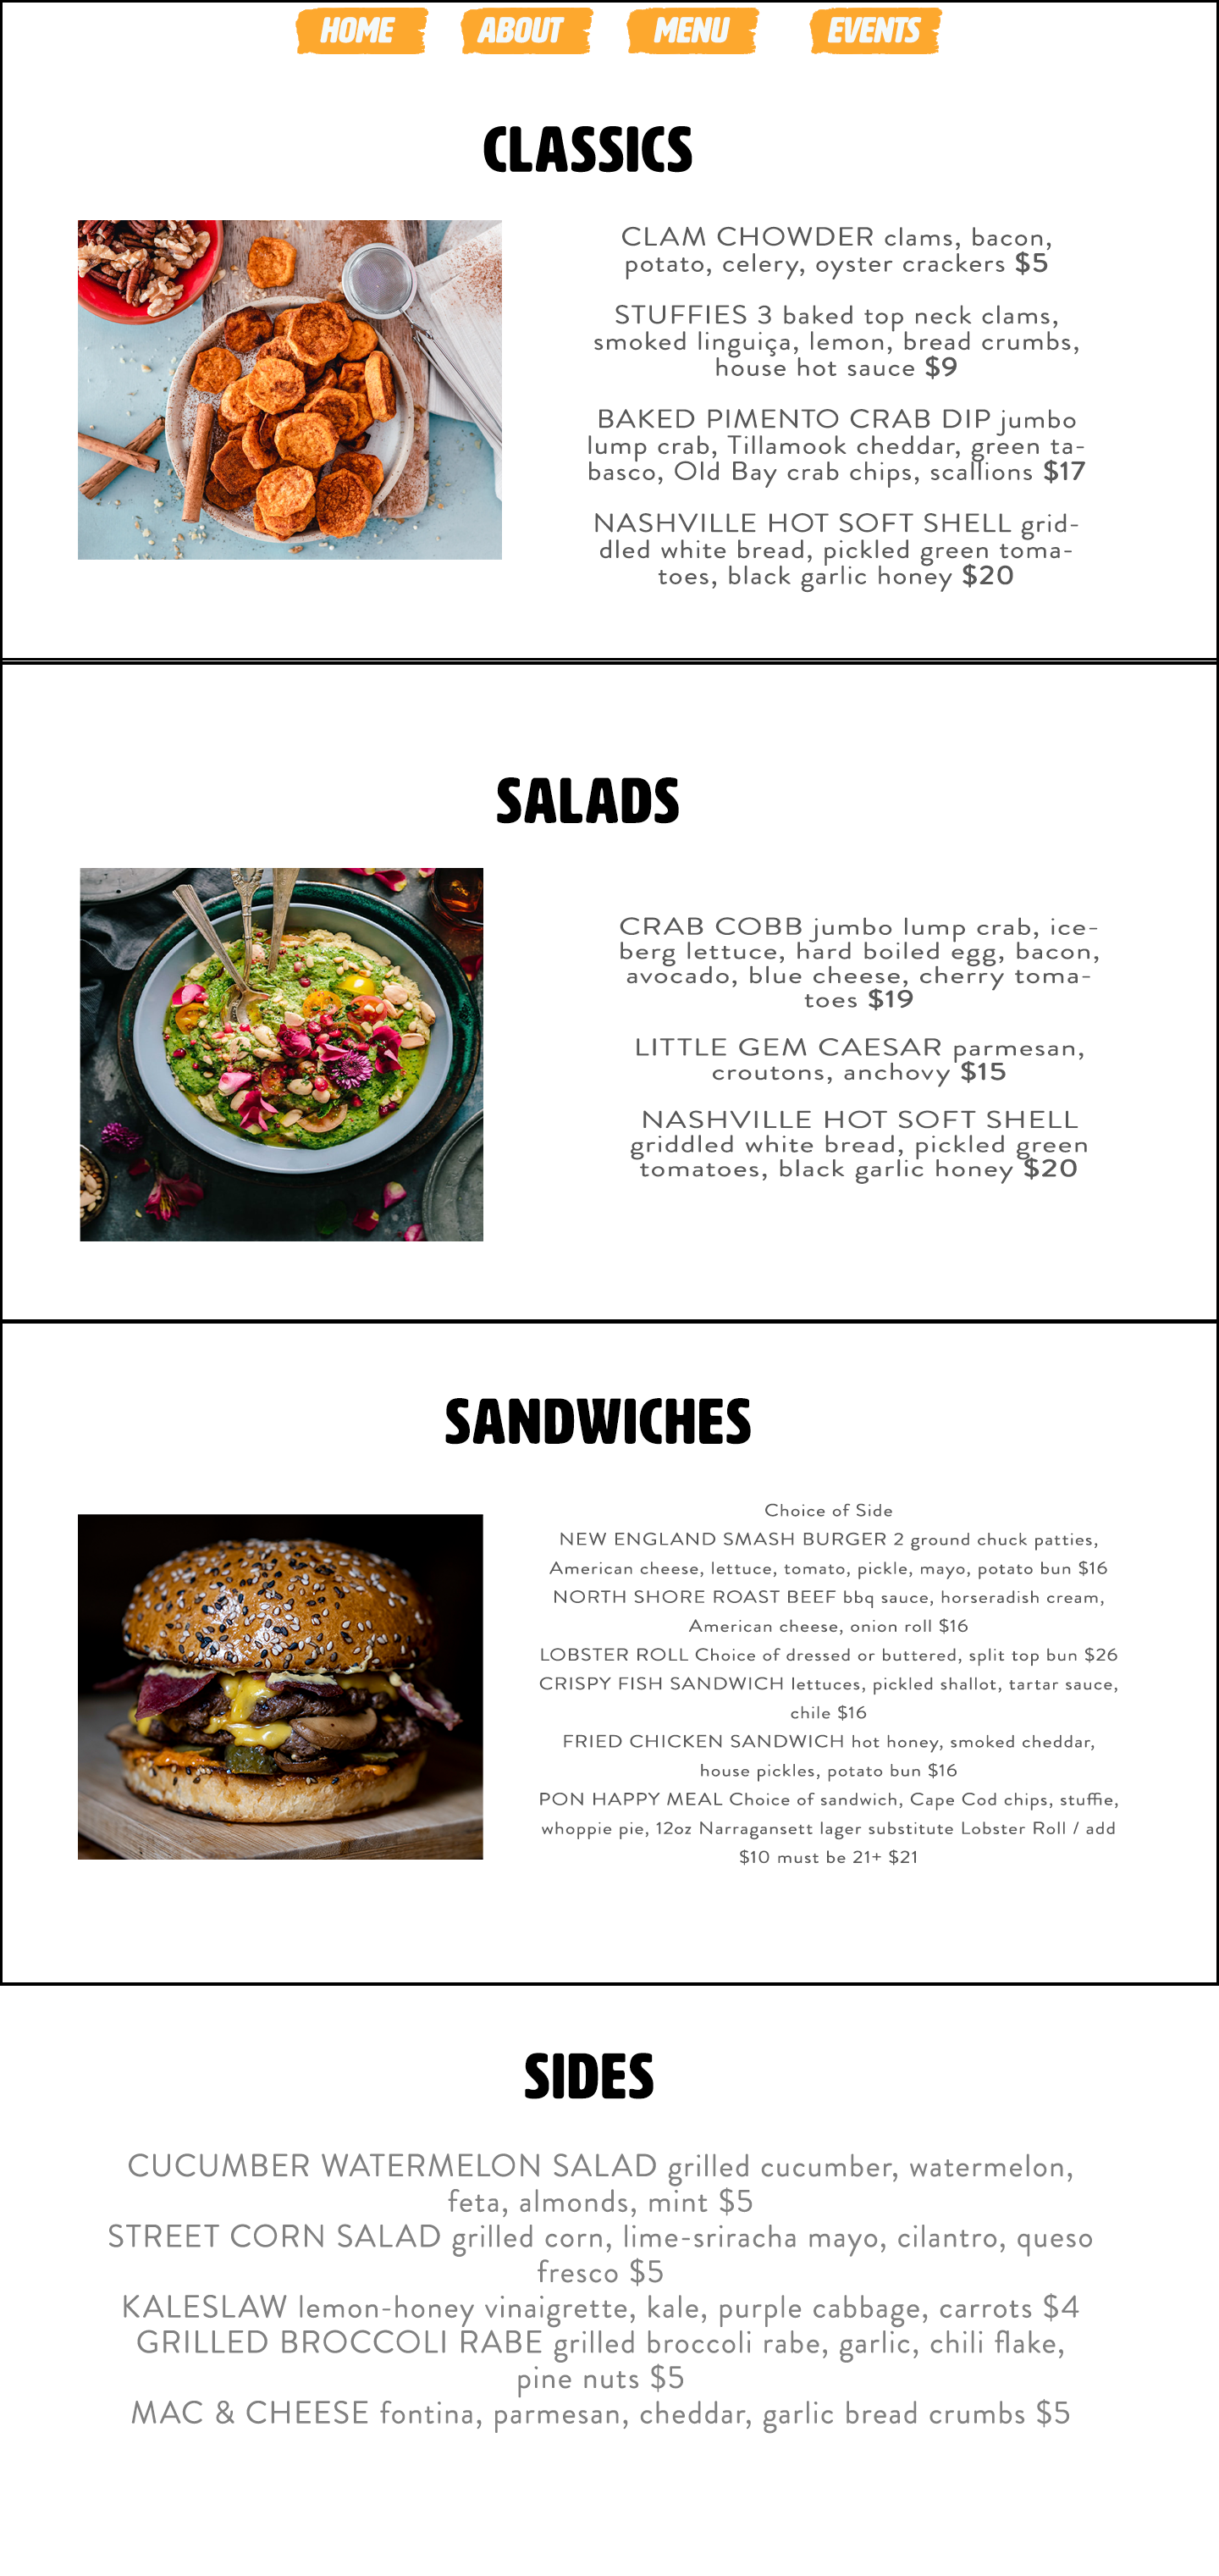 HOME ABOUT MENU EVENTS
CLASSICS
CLAM CHOWDER clams, bacon,
potato, celery, oyster crackers $5
STUFFIES 3 baked top neck clams,
smoked linguiça, lemon, bread crumbs,
house hot sauce $9
BAKED PIMENTO CRAB DIP jumbo
lump crab, Tillamook cheddar, green ta-
basco, Old Bay crab chips, scallions $17
NASHVILLE HOT SOFT SHELL grid-
dled white bread, pickled green toma-
toes, black garlic honey $20
SALADS
CRAB COBB jumbo lump crab, ice-
berg lettuce, hard boiled egg, bacon,
avocado, blue cheese, cherry toma-
toes $19
LITTLE GEM CAESAR parmesan,
croutons, anchovy $15
NASHVILLE HOT SOFT SHELL
griddled white bread, pickled green
tomatoes, black garlic honey $20
SANDWICHES
Choice of Side
NEW ENGLAND SMASH BURGER 2 ground chuck patties,
American cheese, lettuce, tomato, pickle, mayo, potato bun $16
NORTH SHORE ROAST BEEF bbq sauce, horseradish cream,
American cheese, onion roll $16
LOBSTER ROLL Choice of dressed or buttered, split top bun $26
CRISPY FISH SANDWICH lettuces, pickled shallot, tartar sauce,
chile $16
FRIED CHICKEN SANDWICH hot honey, smoked cheddar,
house pickles, potato bun $16
PON HAPPY MEAL Choice of sandwich, Cape Cod chips, stuffie,
whoppie pie, 12oz Narragansett lager substitute Lobster Roll / add
$10 must be 21+ $21
SIDES
CUCUMBER WATERMELON SALAD grilled cucumber, watermelon,
feta, almonds, mint $5
STREET CORN SALAD grilled corn, lime-sriracha mayo, cilantro, queso
fresco $5
KALESLAW lemon-honey vinaigrette, kale, purple cabbage, carrots $4
GRILLED BROCCOLI RABE grilled broccoli rabe, garlic, chili flake,
pine nuts $5
MAC & CHEESE fontina, parmesan, cheddar, garlic bread crumbs $5